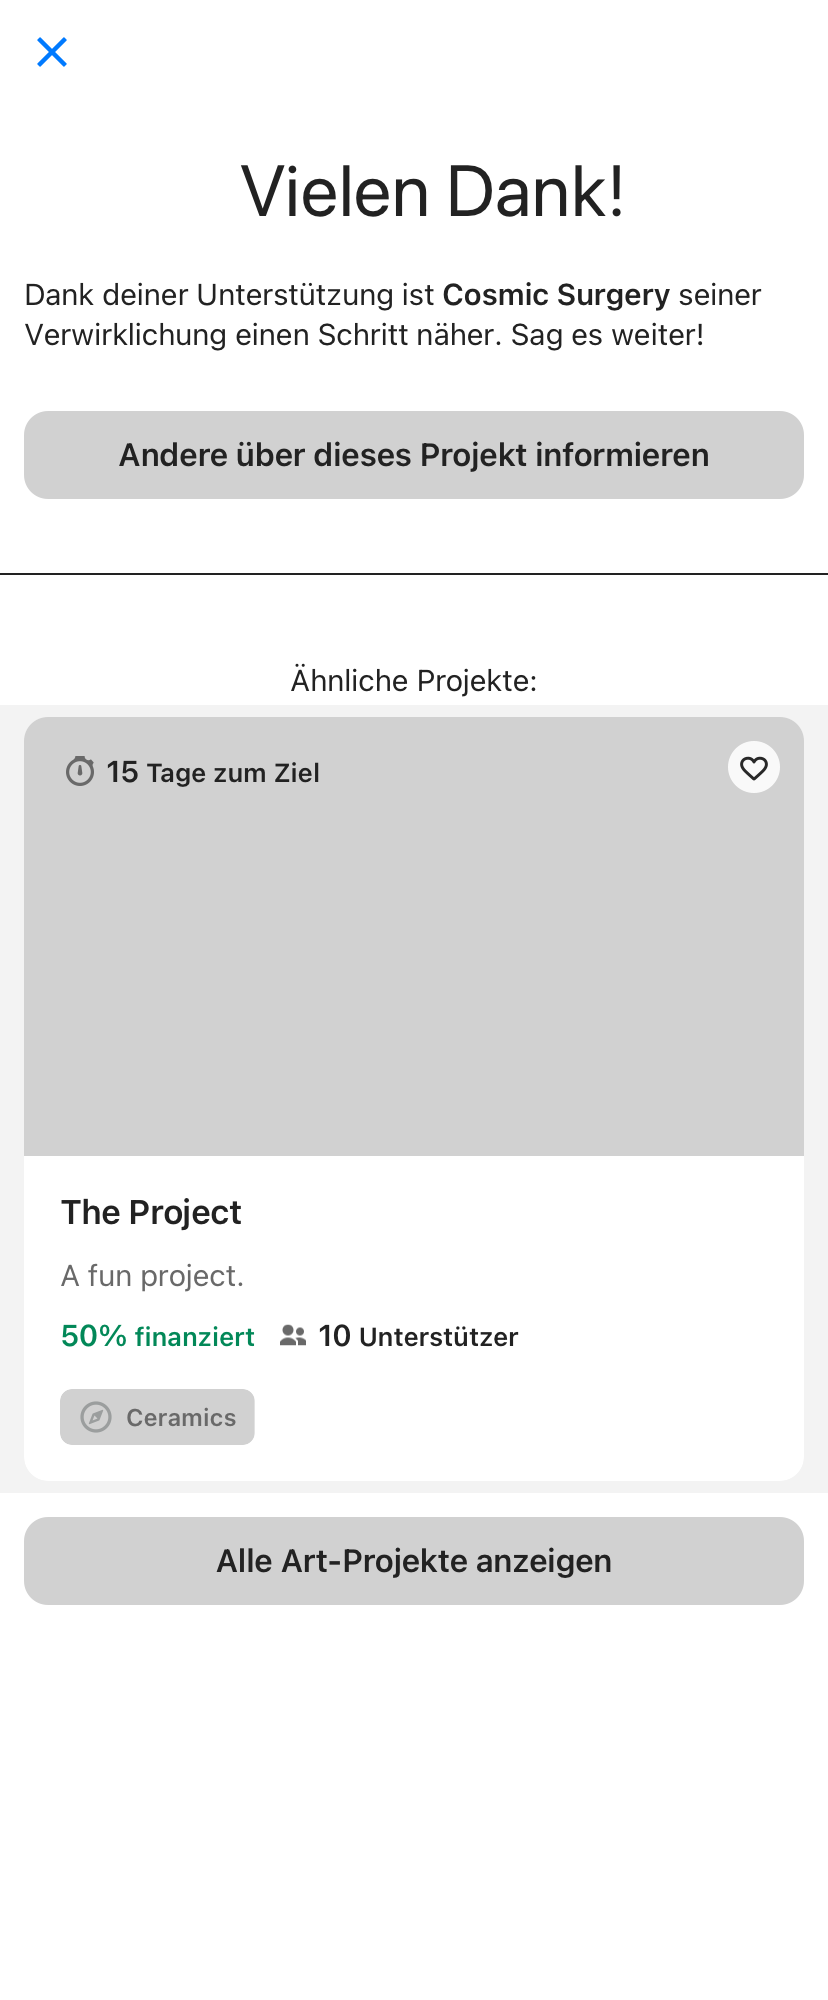 Vielen Dank!
Dank deiner Unterstützung ist Cosmic Surgery seiner
Verwirklichung einen Schritt näher. Sag es weiter!
Andere über dieses Projekt informieren
Ähnliche Projekte:
15 Tage zum Ziel
The Project
A fun project.
50% finanziert 10 Unterstützer
Ceramics
Alle Art-Projekte anzeigen